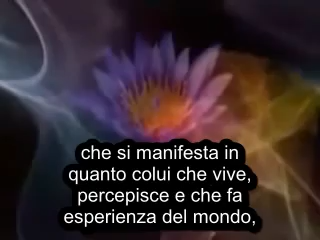 che si manifesta in
quanto colui che vive,
percepisce e che fa
esperienza del mondo,